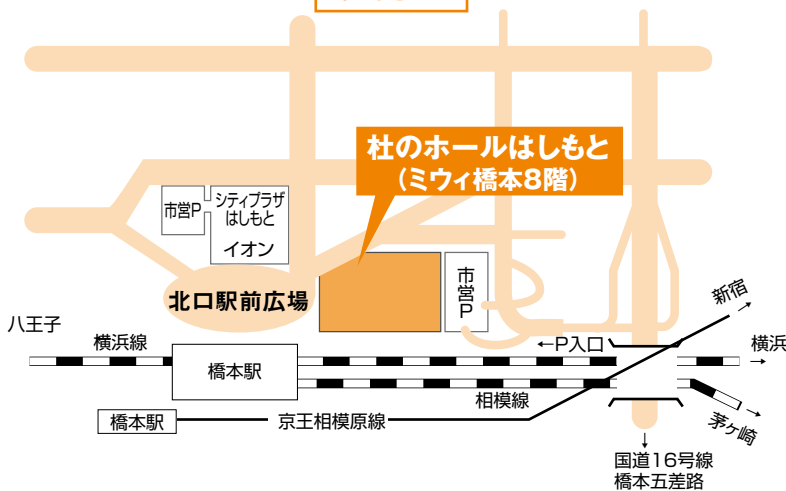 杜のホールはしもと
(ミウィ橋本8階)
市営P
シティプラザ
はしもと
イオン
北口駅前広場
市営P
新宿
→
八王子
横浜線
←P入口
横浜
→
橋本駅
相模線
橋本駅
京王相模原線
茅ヶ崎
→
↓
国道16号線
橋本五差路